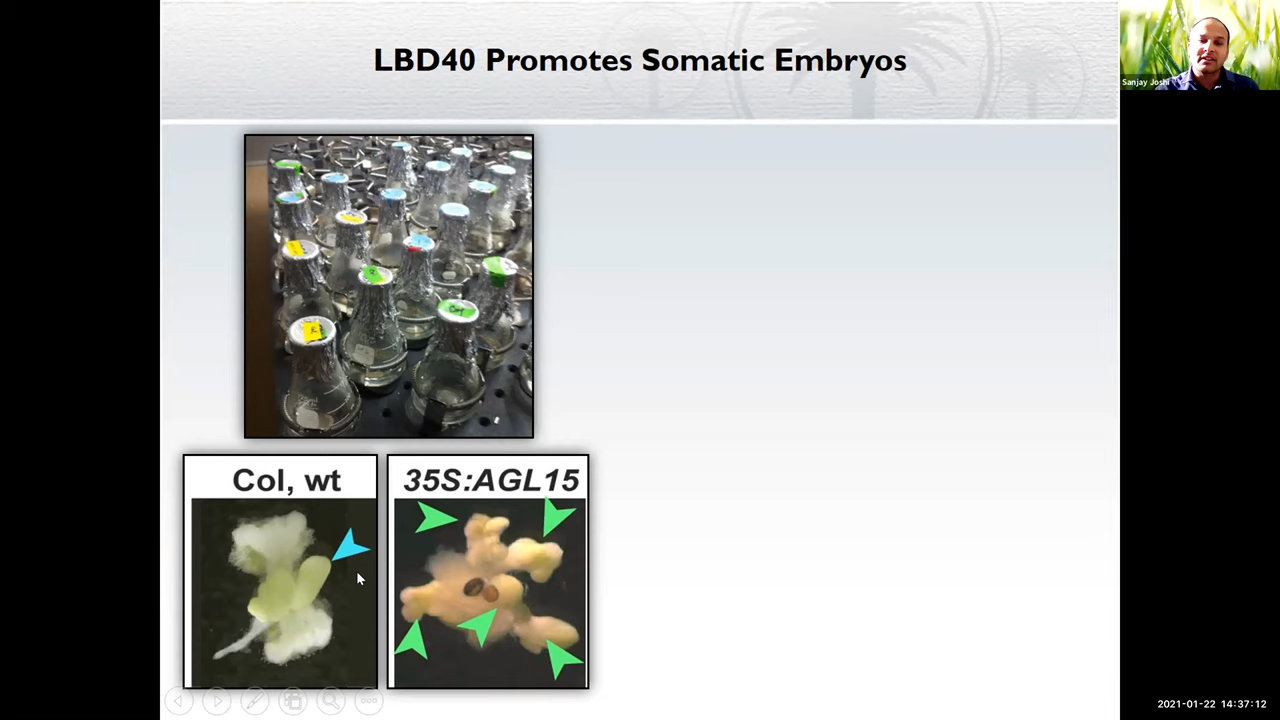 LBD40 Promotes Somatic Embryos
Sanjay Joshi
Col, wt
35S:AGL15
2021-01-22 14:37:12